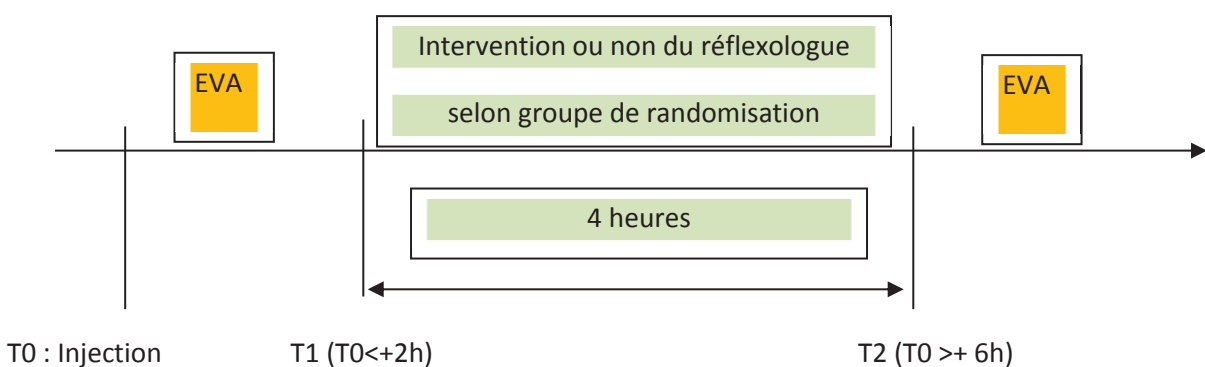 EVA
Intervention ou non du réflexologue
selon groupe de randomisation
EVA
4 heures
T0 : Injection
T1 (T0<+2h)
T2 (T0 >+ 6h)